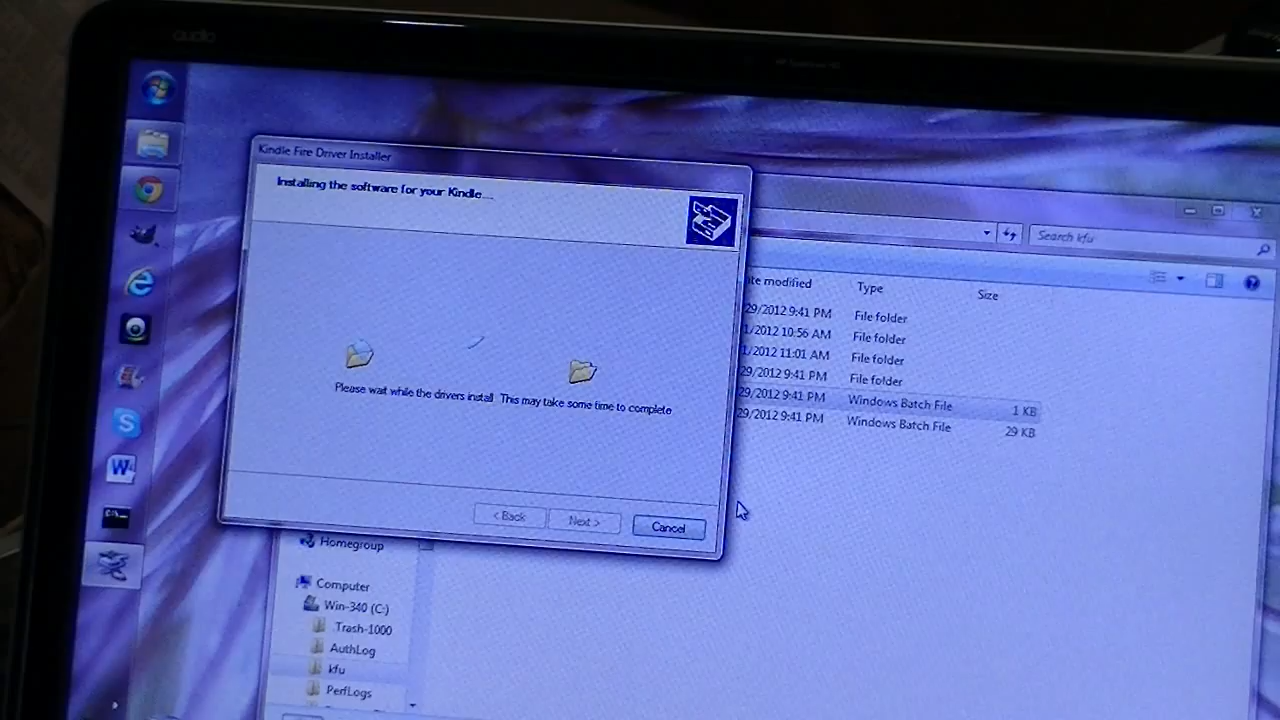 Kindle Fire Driver Installer
Installing the software for your Kindle...
Please wait while the drivers install. This may take some time to complete
< Back
Next >
Cancel
Search kfu
ate modified
Type
Size
29/2012 9:41 PM
File folder
1/2012 10:56 AM
File folder
1/2012 11:01 AM
File folder
29/2012 9:41 PM
File folder
29/2012 9:41 PM
Windows Batch File
1 KB
29/2012 9:41 PM
Windows Batch File
29 KB
Homegroup
Computer
Win-340 (C:)
.Trash-1000
AuthLog
kfu
PerfLogs